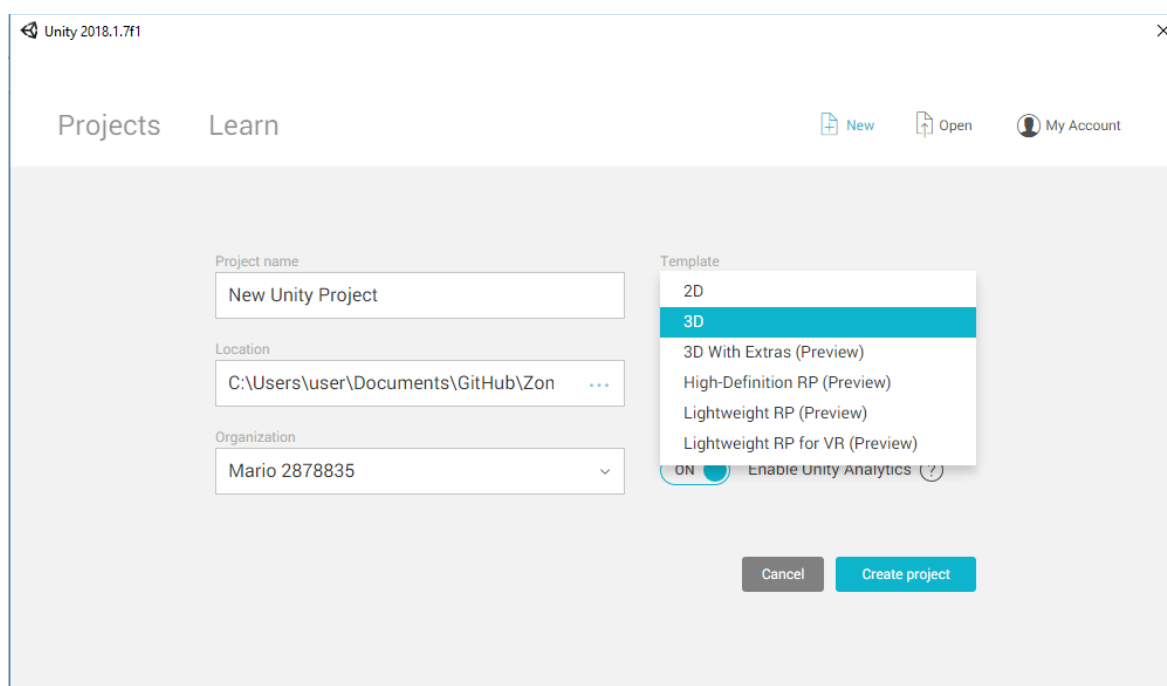 Unity 2018.1.7f1
Projects
Learn
New
Open
My Account
Project name
New Unity Project
Location
C:\Users\user\Documents\GitHub\Zon
...
Organization
Mario 2878835
Template
2D
3D
3D With Extras (Preview)
High-Definition RP (Preview)
Lightweight RP (Preview)
Lightweight RP for VR (Preview)
ON
Enable Unity Analytics ?
Cancel
Create project